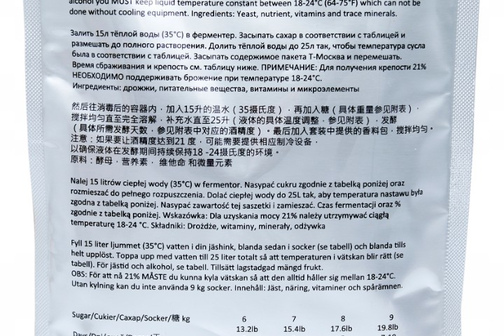 alcohol you MUST keep liquid temperature constant between 18-24°C (64-75°F) which can not be
done without cooling equipment. Ingredients: Yeast, nutrient, vitamins and trace minerals.
Залить 15л тёплой воды (35°C) в ферментер. Засыпать сахар в соответствии с таблицей и
размешать до полного растворения. Долить тёплой воды до 25л так, чтобы температура сусла
была в соответствии с таблицей. Засыпать содержимое пакета Т-Москва и перемешать.
Время сбраживания и крепость см. таблицу ниже. ПРИМЕЧАНИЕ: Для получения крепости 21%
НЕОБХОДИМО поддерживать брожение при температуре 18-24°C.
Ингредиенты: дрожжи, питательные вещества, витамины и микроэлементы
然后往消毒后的容器内，加入15升的温水（35摄氏度），再加入糖（具体重量参见附表），
搅拌均匀直至完全溶解，补充水直至25升（液体的具体温度调整，参见附表），发酵
（具体所需发酵天数，参见附表中对应的酒精度）。最后加入套装中提供的香料包，搅拌均匀。
注意：如果要让酒精度达到21度，可能需要提供相应制冷设备，
以确保液体在发酵期间持续保持18 -24摄氏度的环境。
原料：酵母，营养素， 维他命 和微量元素
Nalej 15 litrów ciepłej wody (35°C) w fermentor. Nasypać cukru zgodnie z tabelką poniżej oraz
rozmieszać do pełnego rozpuszczenia. Dolać ciepłej wody do 25L tak, aby temperatura nastawu była
zgodna z tabelką poniżej. Nasypać zawartość tej saszetki i zamieszać. Czas fermentacji oraz %
zgodnie z tabelką poniżej. Wskazówka: Dla uzyskania mocy 21% należy utrzymywać ciągłą
temperaturę 18-24 °C. Składniki: Drożdże, witaminy, minerały, odżywka
Fyll 15 liter ljummet (35°C) vatten i din jäshink, blanda sedan i socker (se tabell) och blanda tills
helt upplöst. Toppa upp med vatten till 25 liter totalt så att temperaturen i vätskan blir rätt (se
tabell). För jästid och alkohol, se tabell. Tillsätt lagstadgad mängd frukt.
OBS: För att nå 21% MÅSTE du kunna kyla vätskan så att den alltid håller sig mellan 18-24°C.
Utan kylning kan du inte använda 9 kg socker. Innehåll: Jäst, näring, vitaminer och spårämnen.
Sugar/Cukier/Сахар/Socker/糖 kg 6 7 8 9
13.2lb 15.4lb 17.6lb 19.8lb